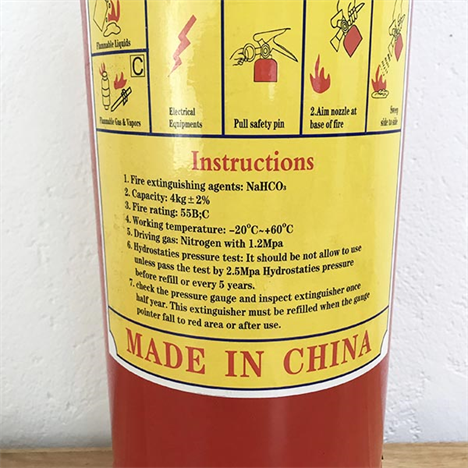 Flammable Liquids
C
Flammable Gas & Vapors
Electrical
Equipments
Pull safety pin
2.Aim nozzle at
base of fire
Strong
side to side
Instructions
1. Fire extinguishing agents: NaHCO₃
2. Capacity: 4kg±2%
3. Fire rating: 55B;C
4. Working temperature: -20°C~+60°C
5. Driving gas: Nitrogen with 1.2Mpa
6. Hydrostaties pressure test: It should be not allow to use
unless pass the test by 2.5Mpa Hydrostaties pressure
before refill or every 5 years.
7. check the pressure gauge and inspect extinguisher once
half year. This extinguisher must be refilled when the gauge
pointer fall to red area or after use.
MADE IN CHINA